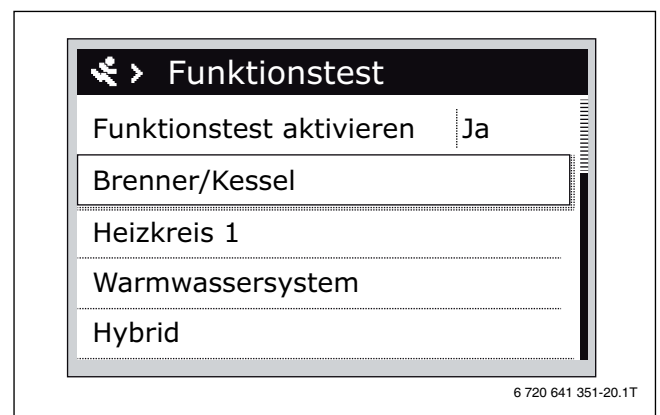 > Funktionstest
Funktionstest aktivieren Ja
Brenner/Kessel
Heizkreis 1
Warmwassersystem
Hybrid
6 720 641 351-20.1T